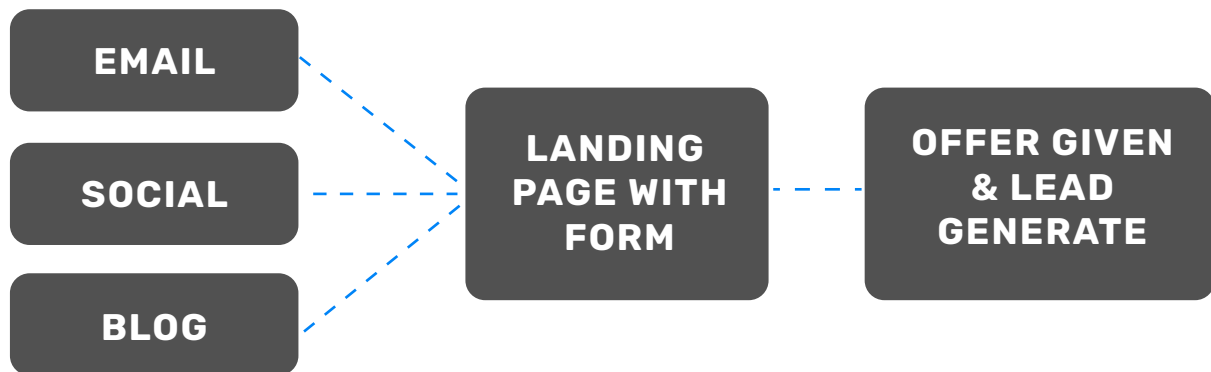 EMAIL
SOCIAL
BLOG
LANDING
PAGE WITH
FORM
OFFER GIVEN
& LEAD
GENERATE